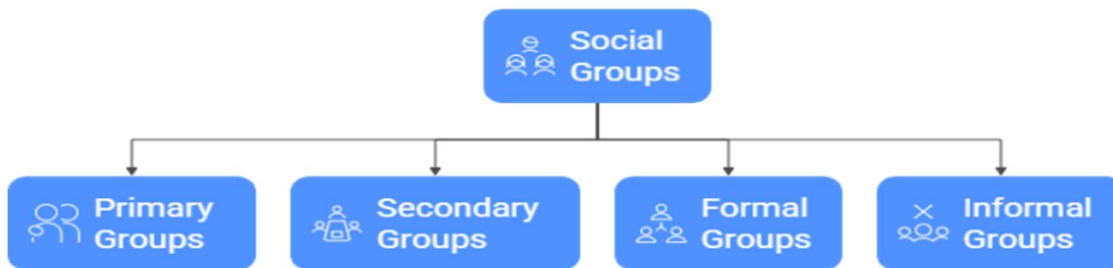 Social
Groups
Primary
Groups
Secondary
Groups
Formal
Groups
Informal
Groups